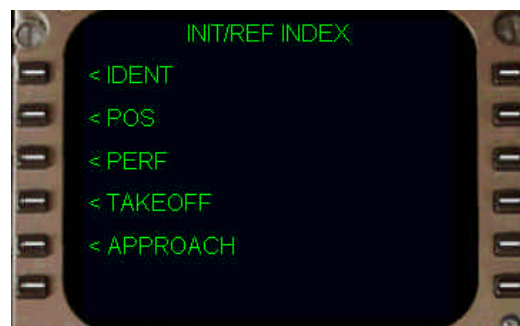 INIT/REF INDEX
< IDENT
< POS
< PERF
< TAKEOFF
< APPROACH